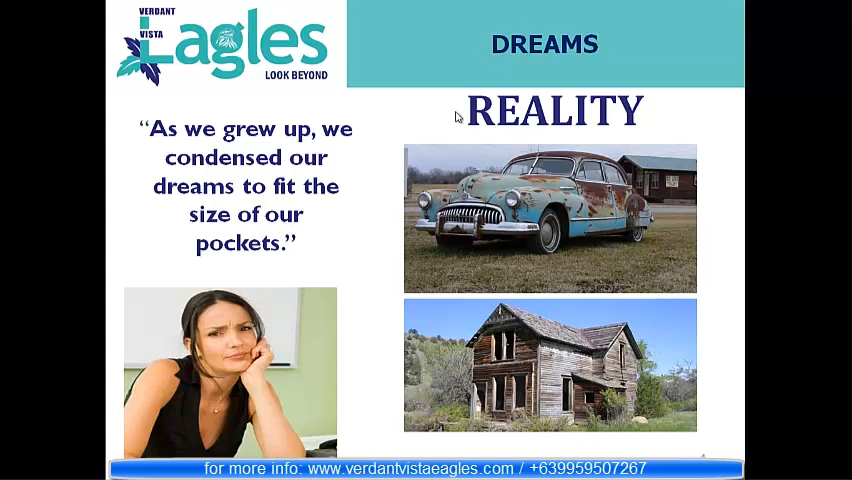 VERDANT
VISTA
Eagles
LOOK BEYOND
DREAMS
REALITY
“As we grew up, we
condensed our
dreams to fit the
size of our
pockets.”
for more info: www.verdantvistaeagles.com / +639959507267